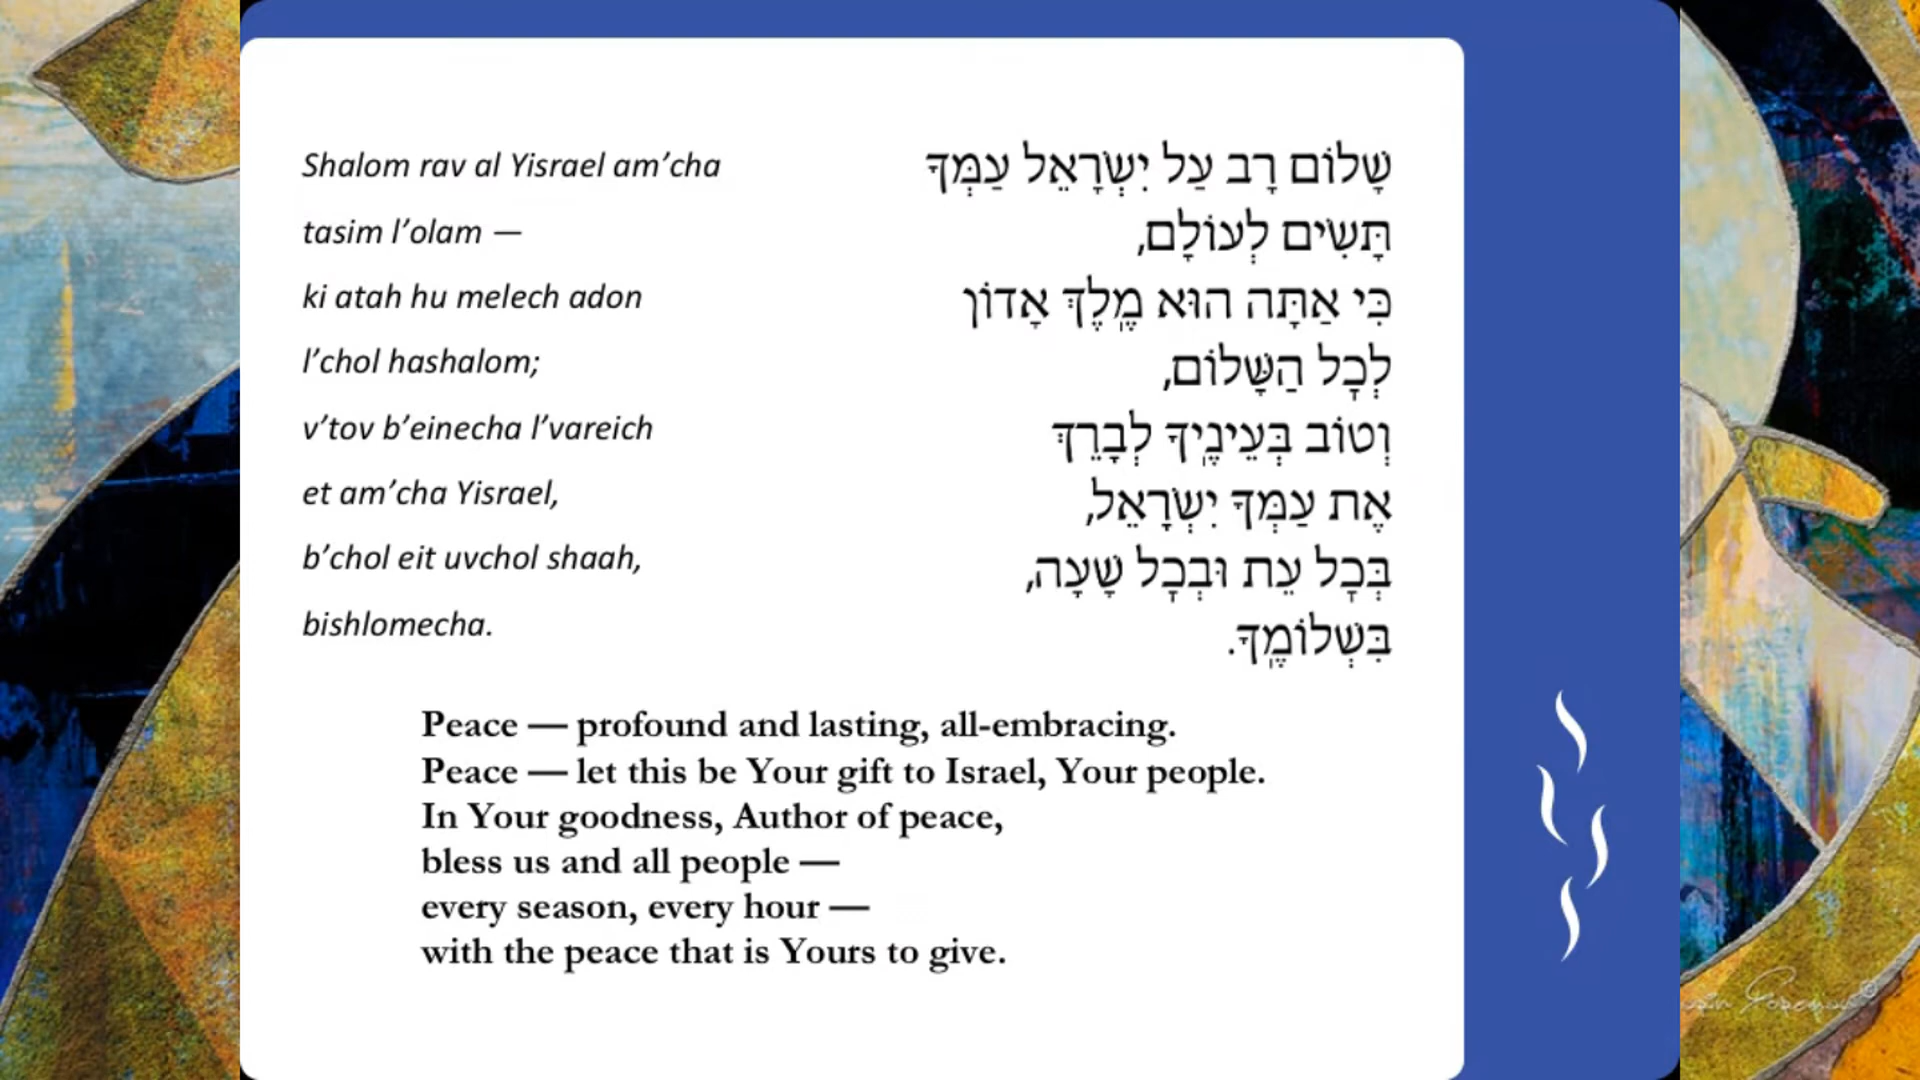 Shalom rav al Yisrael am’cha
tasim l’olam —
ki atah hu melech adon
l’chol hashalom;
v’tov b’einecha l’vareich
et am’cha Yisrael,
b’chol eit uvchol shaah,
bishlomecha.
שָׁלוֹם רָב עַל יִשְׂרָאֵל עַמְּךָ
תָּשִׂים לְעוֹלָם,
כִּי אַתָּה הוּא מֶֽלֶךְ אָדוֹן
לְכׇל הַשָּׁלוֹם,
וְטוֹב בְּעֵינֶֽיךָ לְבָרֵךְ
אֶת עַמְּךָ יִשְׂרָאֵל,
בְּכׇל עֵת וּבְכׇל שָׁעָה,
בִּשְׁלוֹמֶֽךָ.
Peace — profound and lasting, all-embracing.
Peace — let this be Your gift to Israel, Your people.
In Your goodness, Author of peace,
bless us and all people —
every season, every hour —
with the peace that is Yours to give.